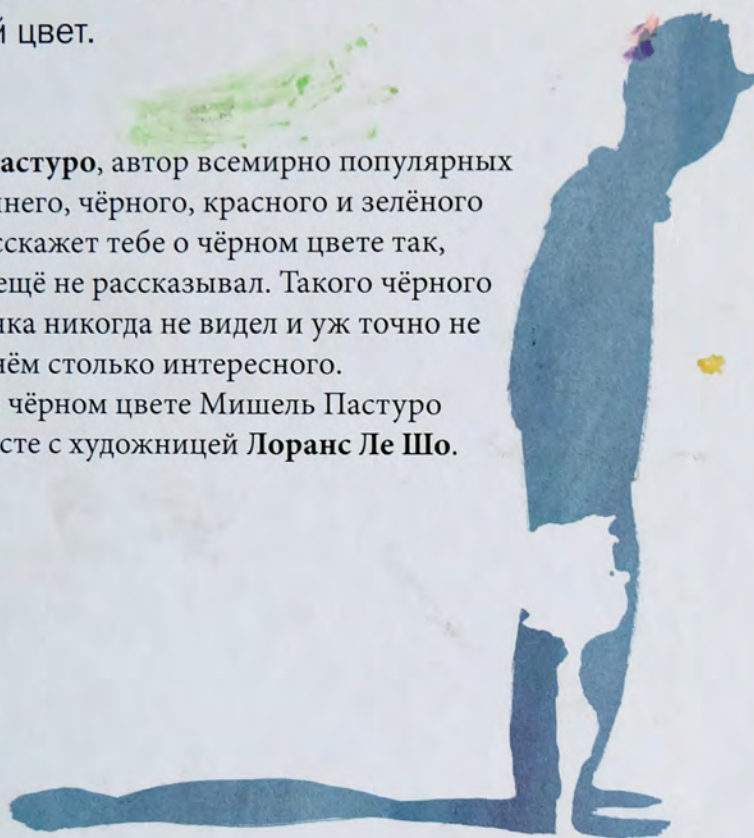 й цвет.
астуро, автор всемирно популярных
него, чёрного, красного и зелёного
сскажет тебе о чёрном цвете так,
ещё не рассказывал. Такого чёрного
ика никогда не видел и уж точно не
нём столько интересного.
чёрном цвете Мишель Пастуро
сте с художницей Лоранс Ле Шо.